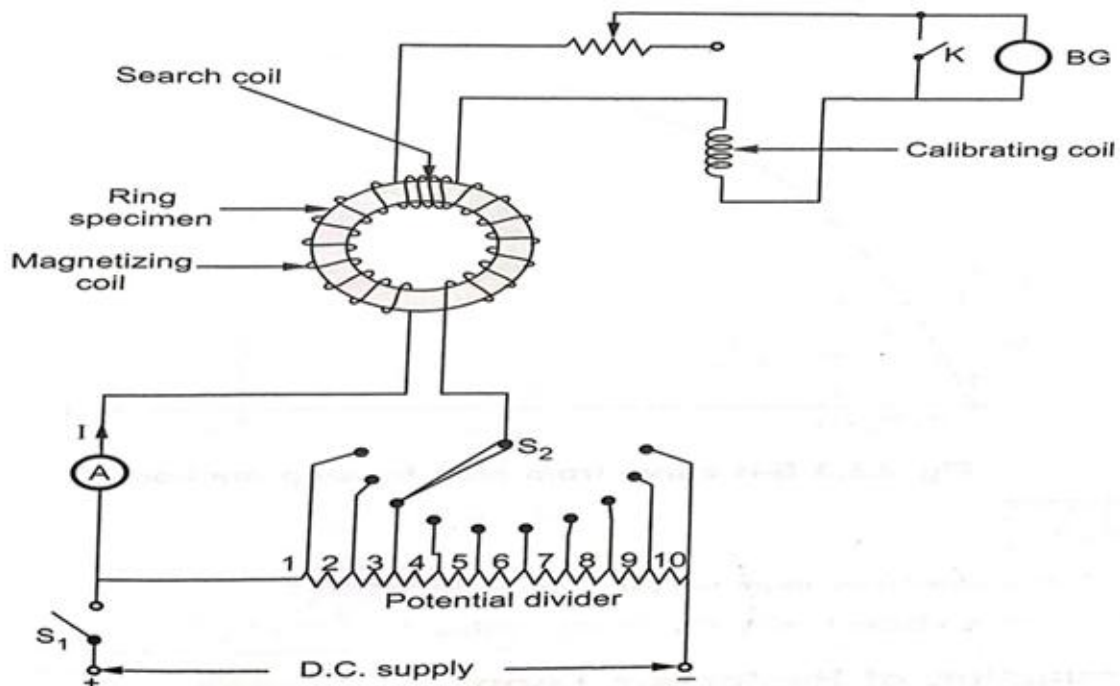 Search coil
K
BG
Calibrating coil
Ring
specimen
Magnetizing
coil
I
A
S2
1 2 3 4 5 6 7 8 9 10
Potential divider
S1
D.C. supply
+
−